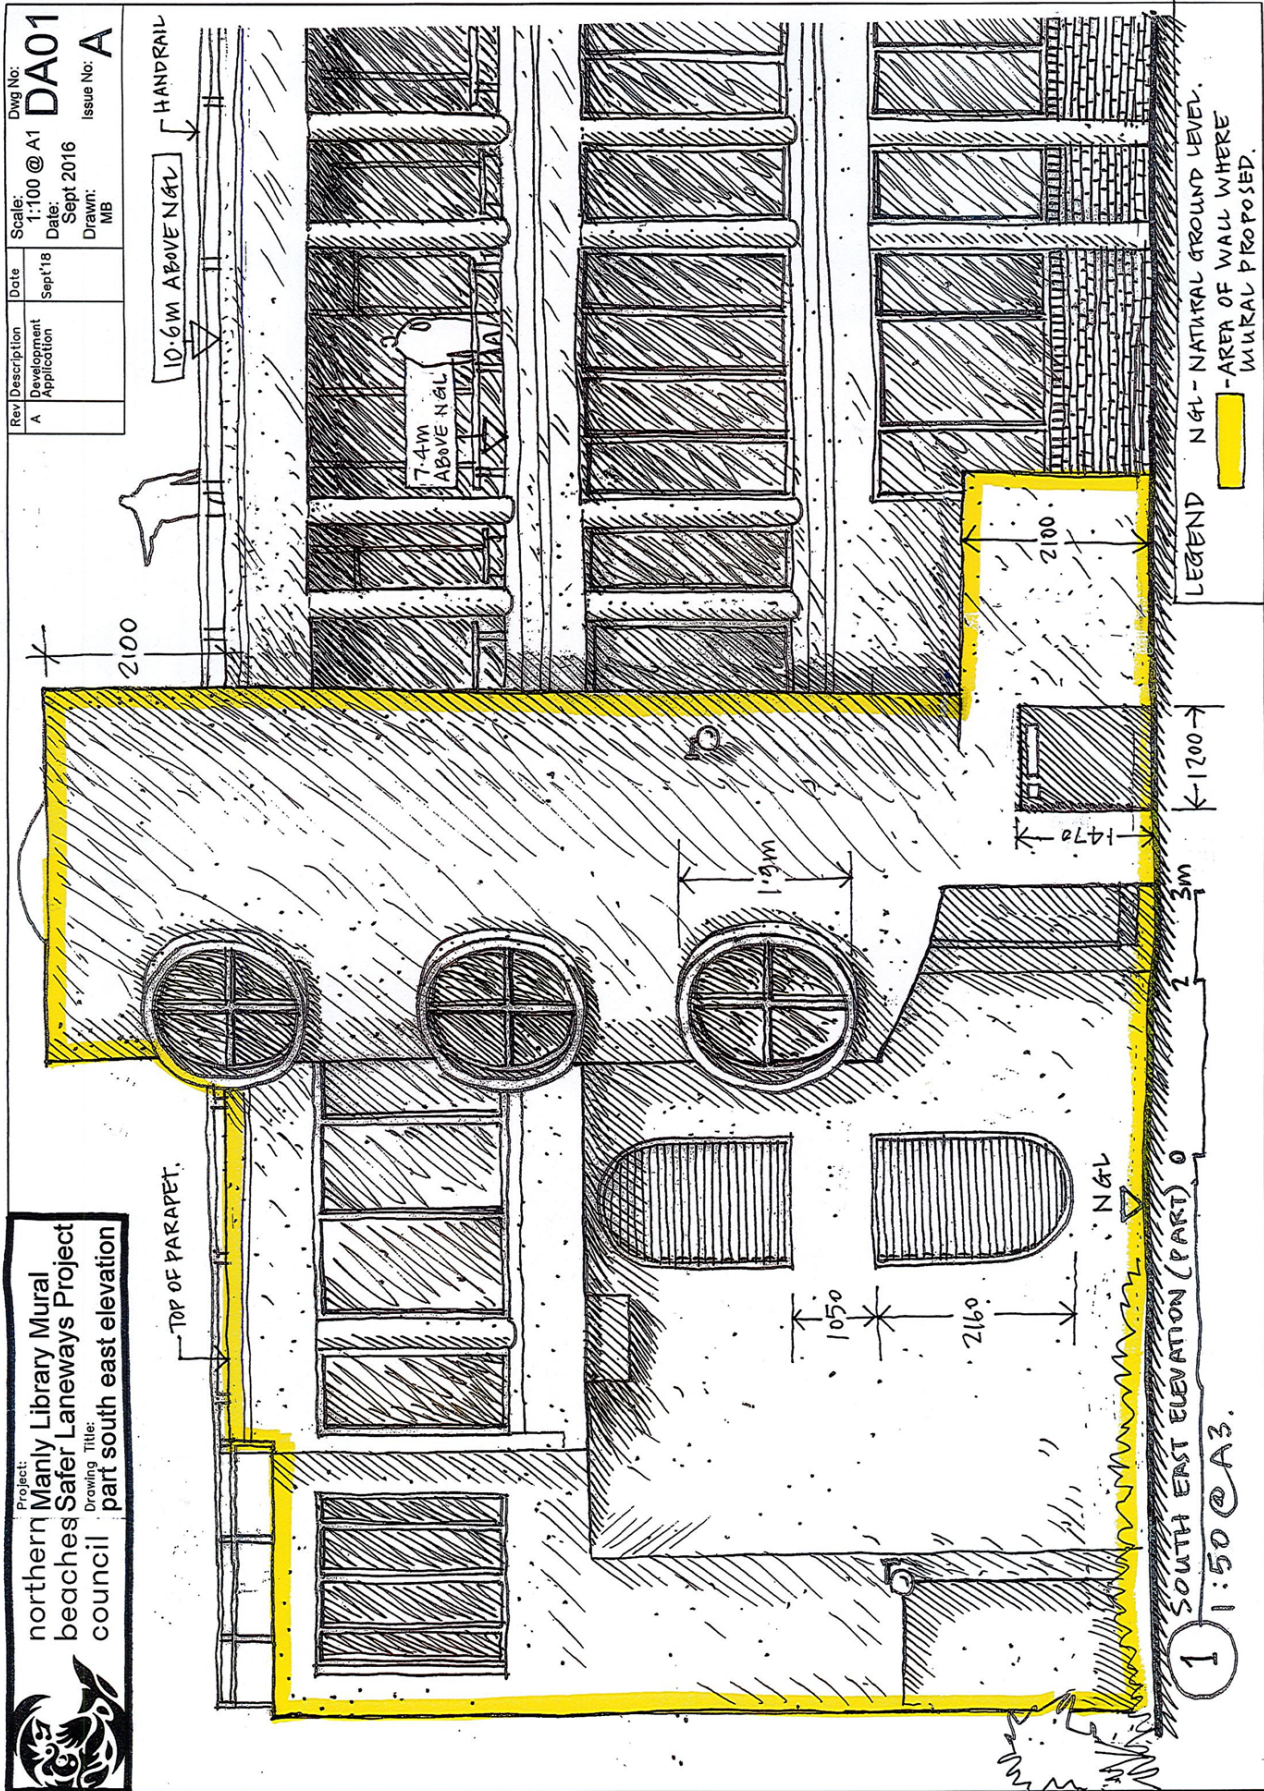 northern
beaches
council
Project:
Manly Library Mural
Safer Laneways Project
Drawing Title:
part south east elevation
Rev Description Date
A Development Sept'18
Application
Scale:
1:100 @ A1
Date:
Sept 2016
Drawn:
MB
Dwg No:
DA01
Issue No:
A
TOP OF PARAPET.
2100
10.6M ABOVE NGL
HANDRAIL
7.4M
ABOVE NGL
1.9m
1050
2160
NGL
1470
1200
2100
1
SOUTH EAST ELEVATION (PART)
1:50 @ A3.
0 2 3m
LEGEND
NGL - NATURAL GROUND LEVEL.
- AREA OF WALL WHERE
MURAL PROPOSED.